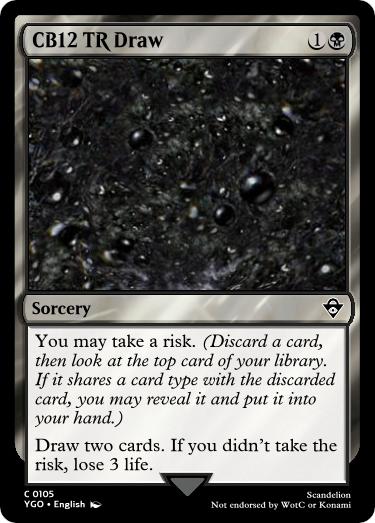 CB12 TR Draw 1
Sorcery
You may take a risk. (Discard a card,
then look at the top card of your library.
If it shares a card type with the discarded
card, you may reveal it and put it into
your hand.)
Draw two cards. If you didn't take the
risk, lose 3 life.
C 0105
YGO • English
Scandelion
Not endorsed by WotC or Konami